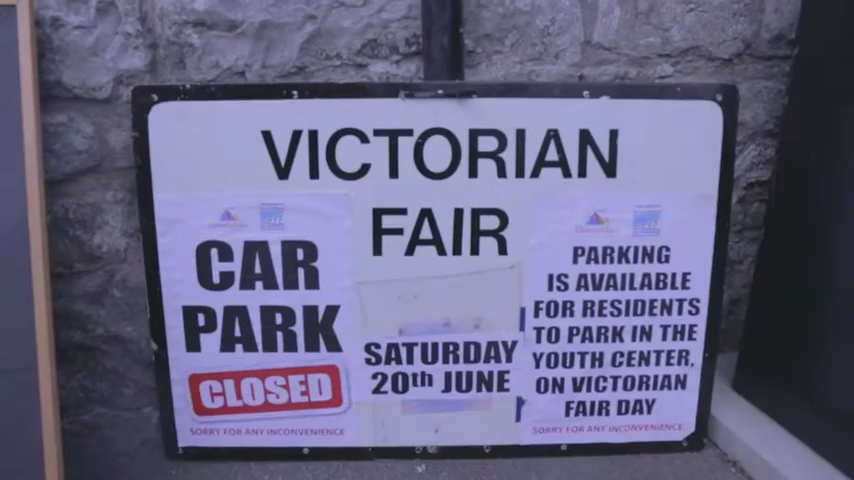 VICTORIAN
FAIR
CAR
PARK
CLOSED
SORRY FOR ANY INCONVENIENCE
SATURDAY
20th JUNE
PARKING
IS AVAILABLE
FOR RESIDENTS
TO PARK IN THE
YOUTH CENTER,
ON VICTORIAN
FAIR DAY
SORRY FOR ANY INCONVENIENCE